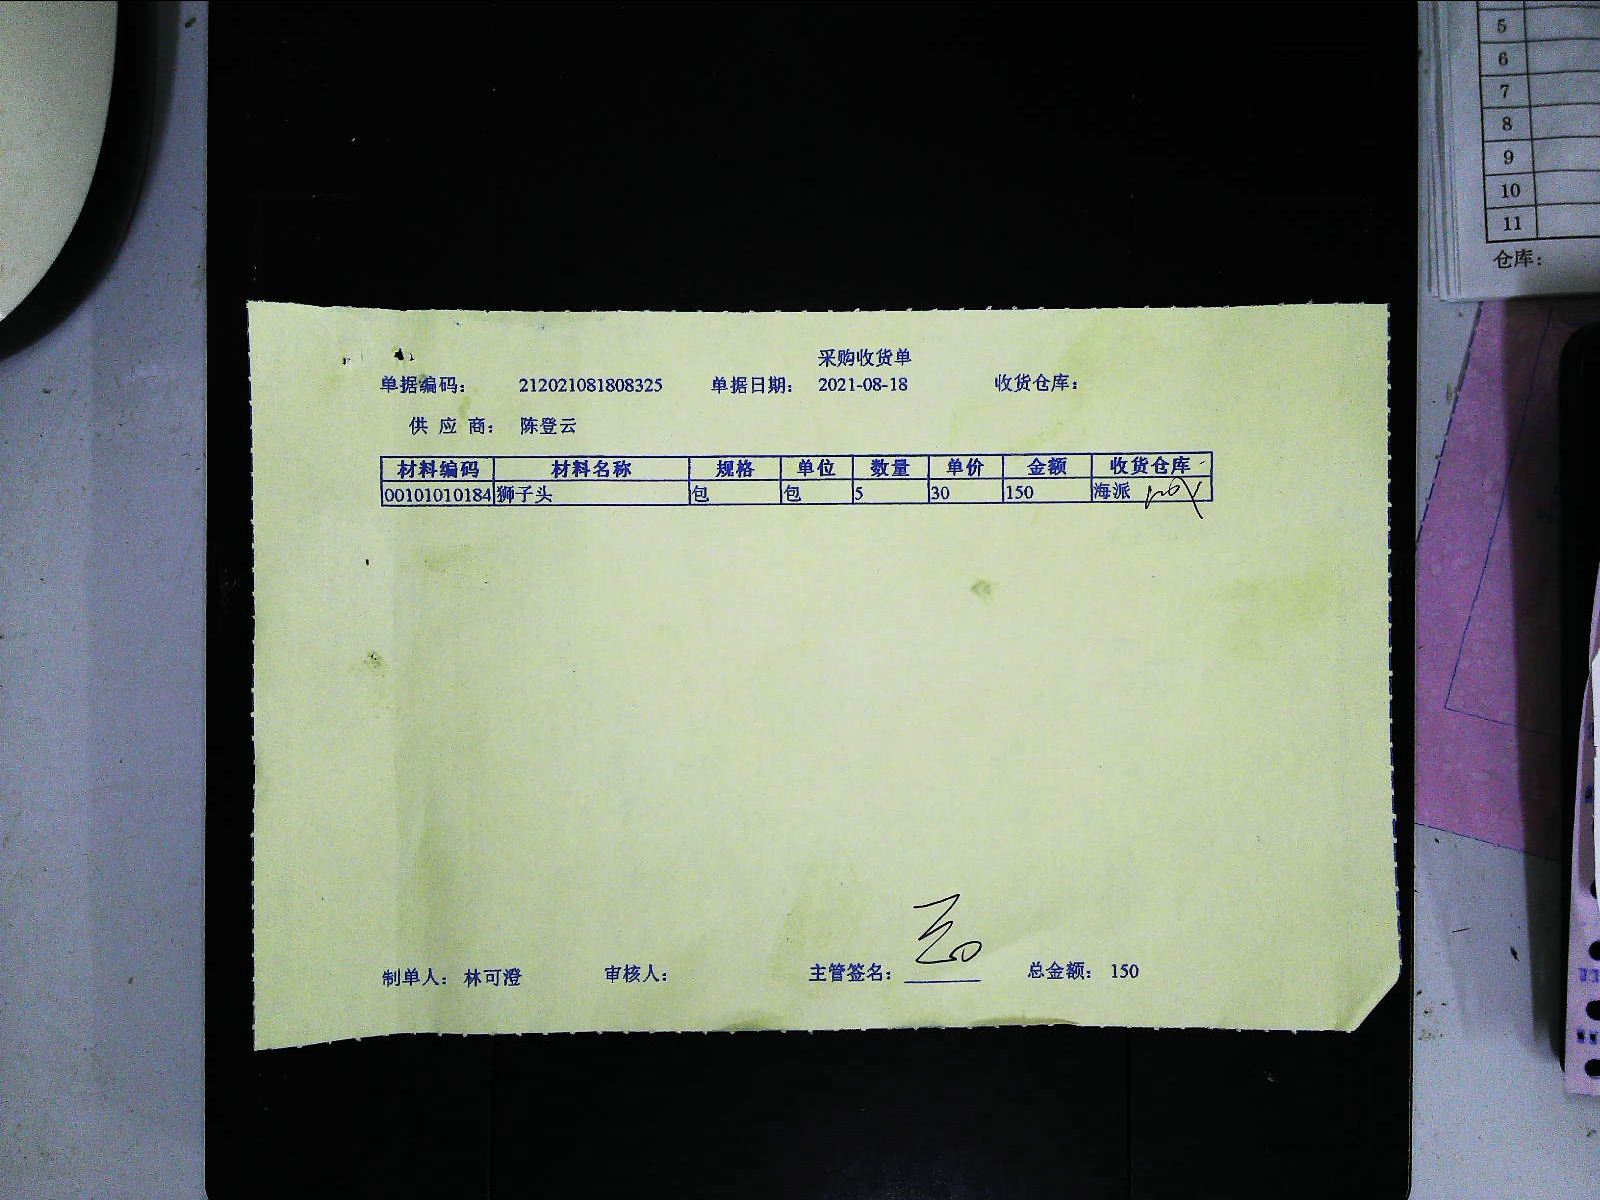 5
6
7
8
9
10
11
仓库：
采购收货单
单据编码： 212021081808325 单据日期： 2021-08-18 收货仓库：
供 应 商： 陈登云
材料编码 材料名称 规格 单位 数量 单价 金额 收货仓库
00101010184 狮子头 包 包 5 30 150 海派
制单人： 林可澄 审核人： 主管签名： 总金额： 150